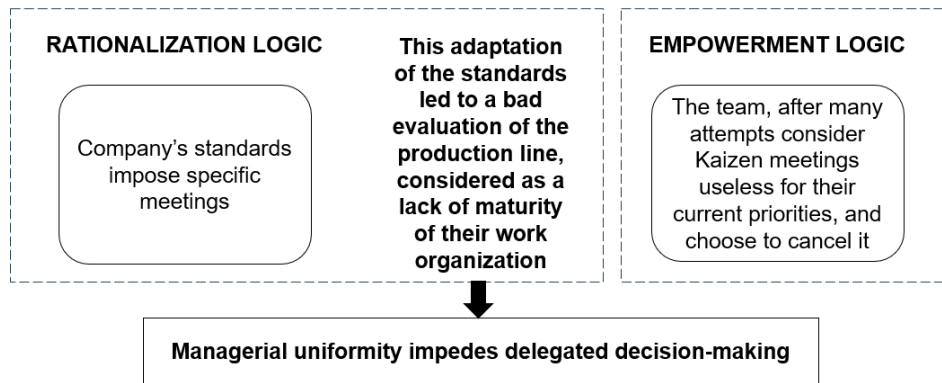 RATIONALIZATION LOGIC
Company's standards
impose specific
meetings
This adaptation
of the standards
led to a bad
evaluation of the
production line,
considered as a
lack of maturity
of their work
organization
EMPOWERMENT LOGIC
The team, after many
attempts consider
Kaizen meetings
useless for their
current priorities, and
choose to cancel it
Managerial uniformity impedes delegated decision-making